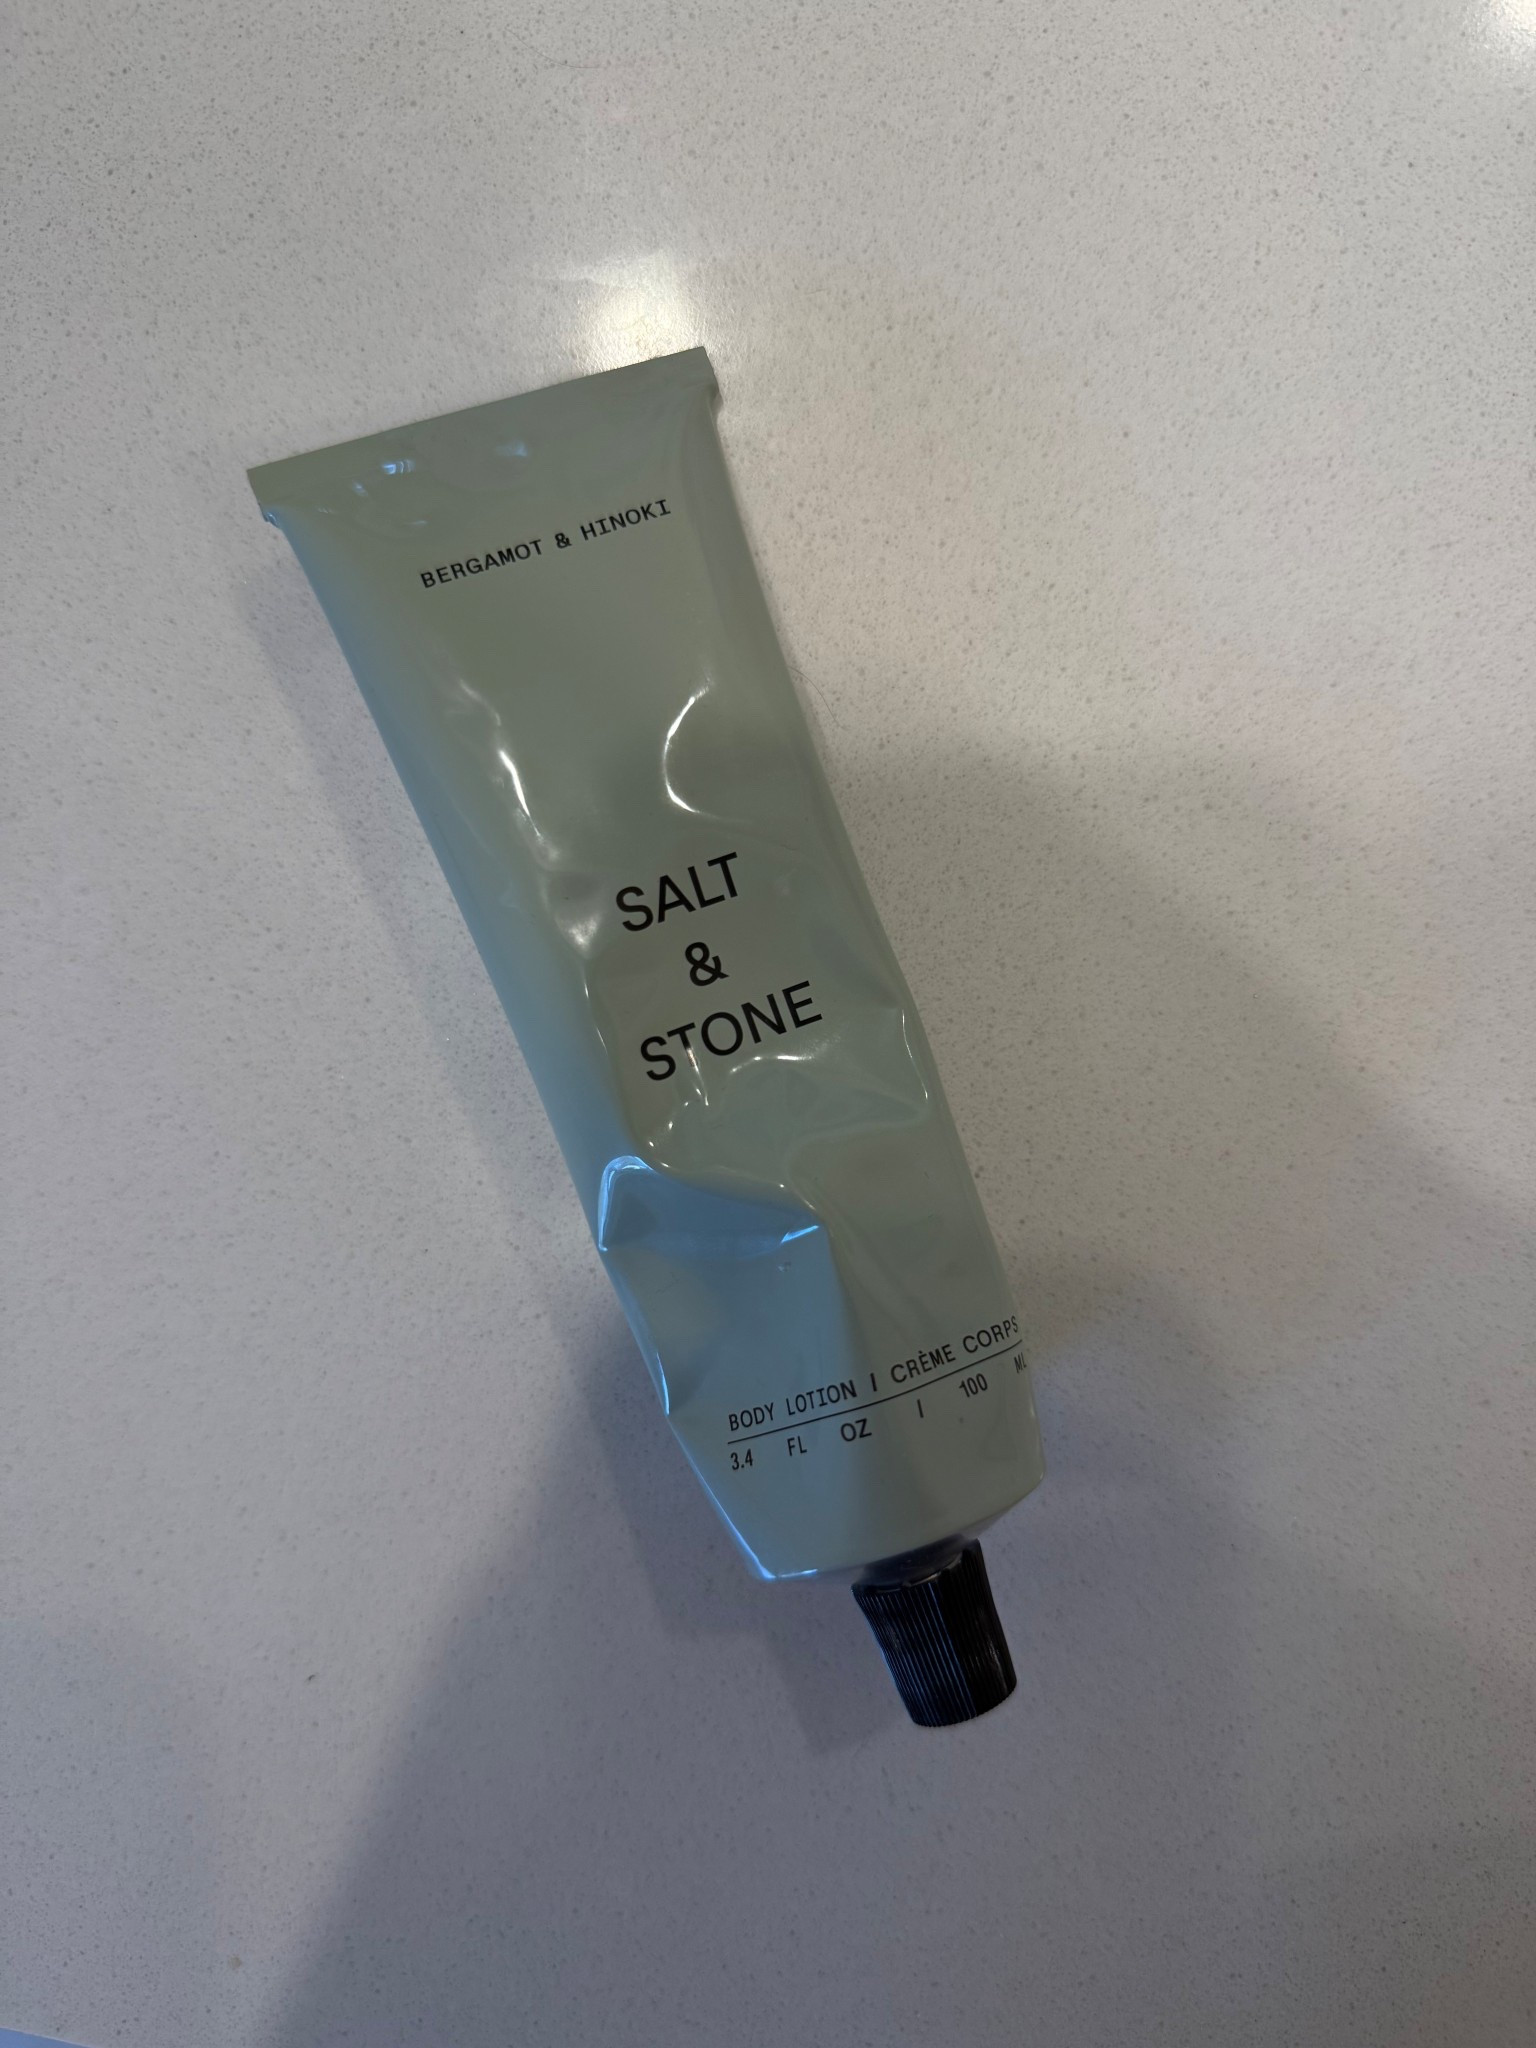 BERGAMOT & HINOKI
SALT
&
STONE
BODY LOTION | CRÈME CORPS
3.4 FL OZ | 100 ML